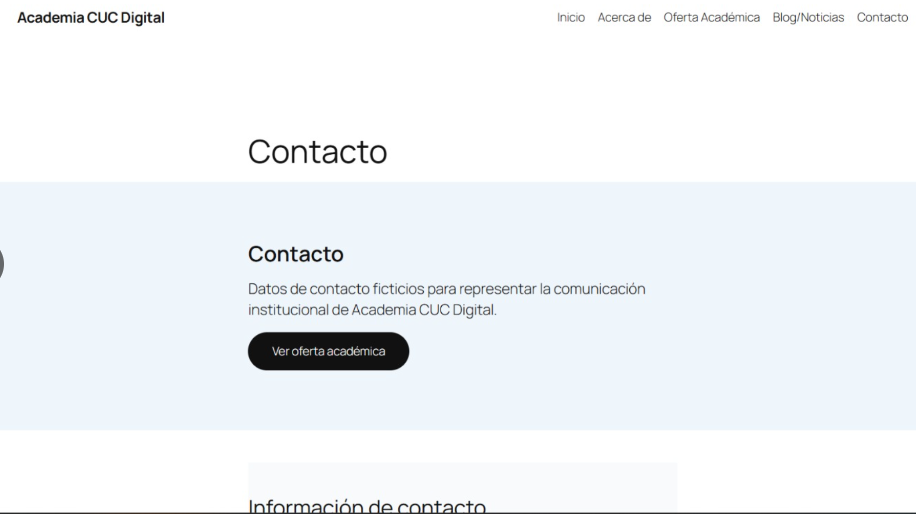 Academia CUC Digital
Inicio Acerca de Oferta Académica Blog/Noticias Contacto
Contacto
Contacto
Datos de contacto ficticios para representar la comunicación
institucional de Academia CUC Digital.
Ver oferta académica
Información de contacto